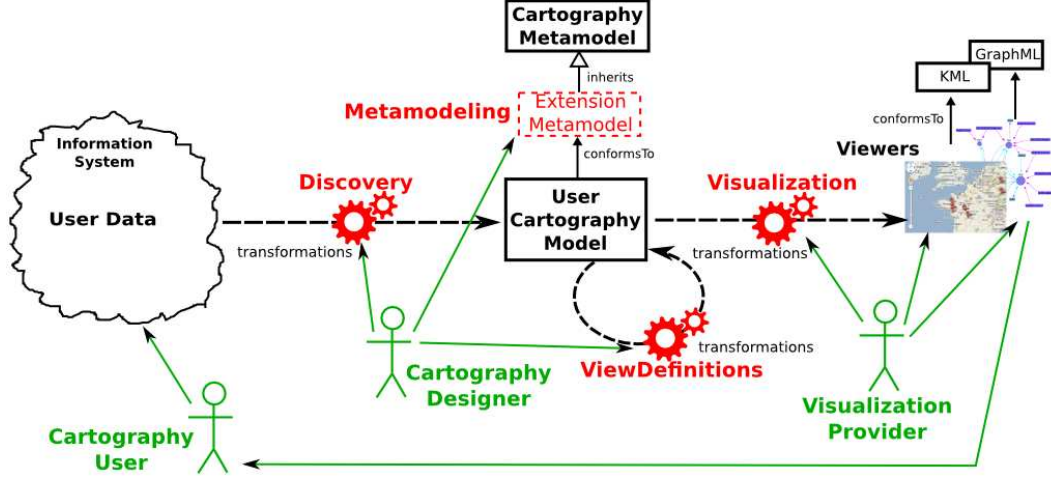 Cartography
Metamodel
GraphML
KML
inherits
Metamodeling
Extension
Metamodel
conformsTo
conformsTo
Viewers
Information
System
User Data
Discovery
transformations
User
Cartography
Model
Visualization
transformations
transformations
ViewDefinitions
Cartography
Designer
Visualization
Provider
Cartography
User